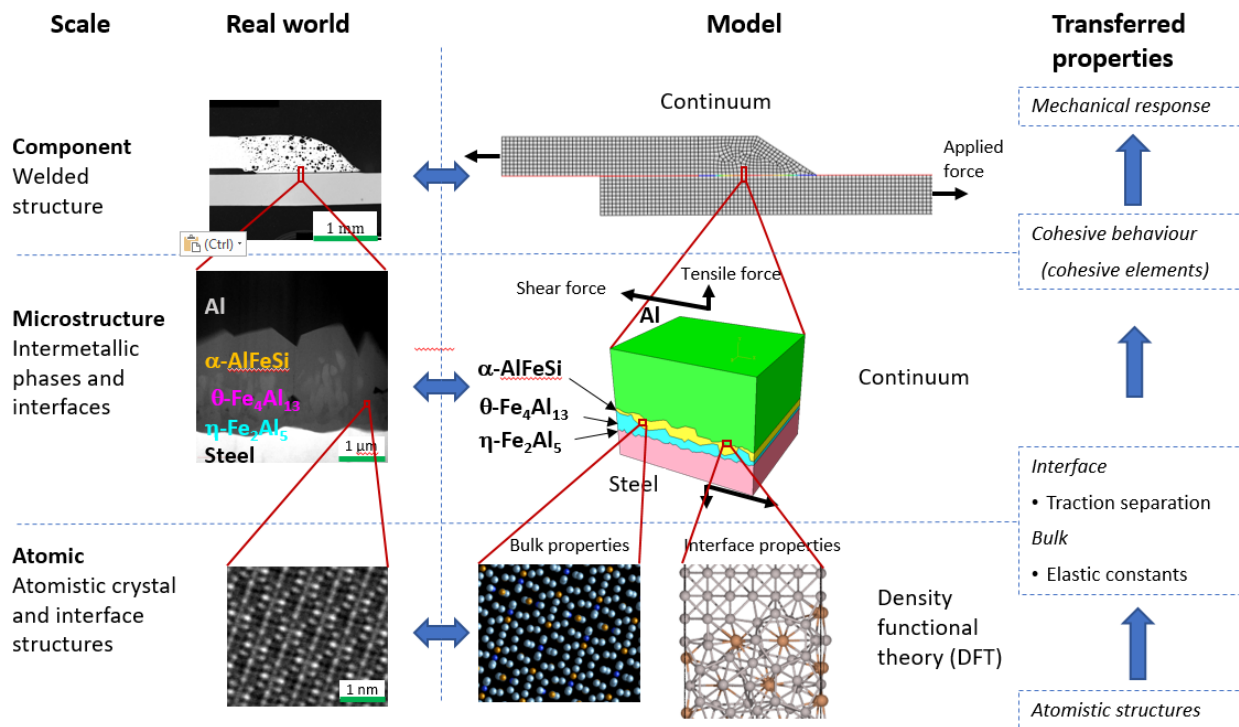 Scale
Real world
Model
Transferred
properties
Component
Welded
structure
1 mm
(Ctrl)
Continuum
Applied
force
Mechanical response
Cohesive behaviour
(cohesive elements)
Microstructure
Intermetallic
phases and
interfaces
Al
α-AlFeSi
θ-Fe₄Al₁₃
η-Fe₂Al₅
Steel
1 µm
Shear force
Tensile force
Al
α-AlFeSi
θ-Fe₄Al₁₃
η-Fe₂Al₅
Steel
Continuum
Interface
• Traction separation
Bulk
• Elastic constants
Atomic
Atomistic crystal
and interface
structures
1 nm
Bulk properties
Interface properties
Density
functional
theory (DFT)
Atomistic structures